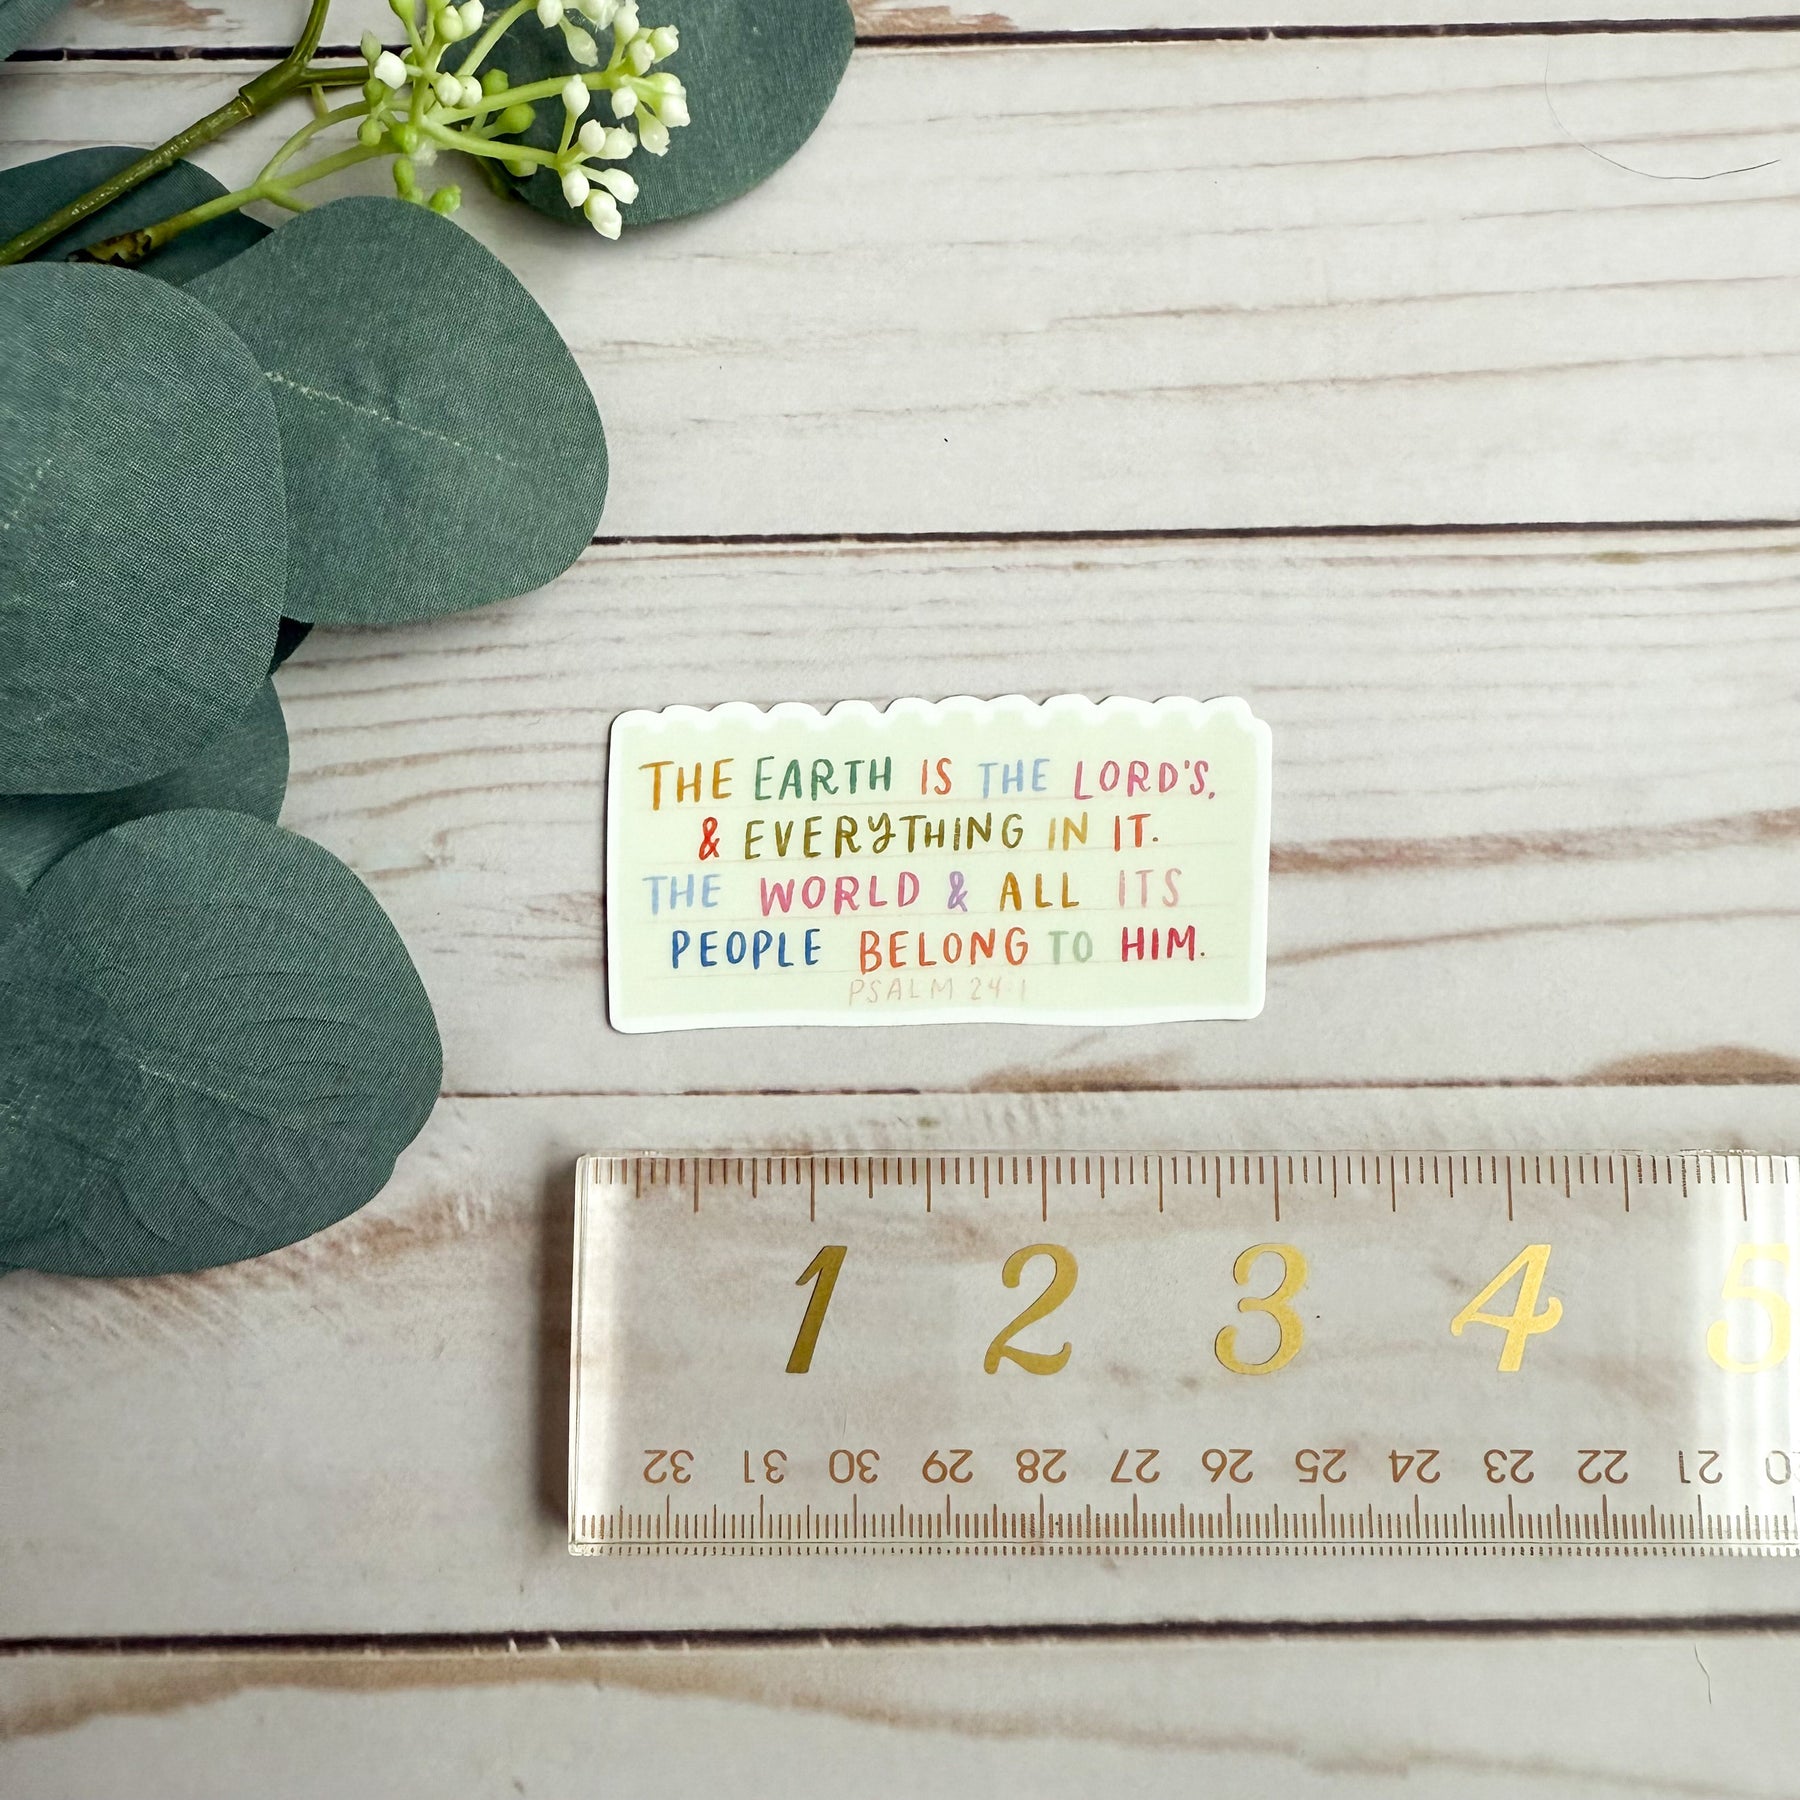 THE EARTH IS THE LORD'S,
& EVERYTHING IN IT.
THE WORLD & ALL ITS
PEOPLE BELONG TO HIM.
PSALM 24:1
1 2 3 4 5
32 31 30 29 28 27 26 25 24 23 22 21 20